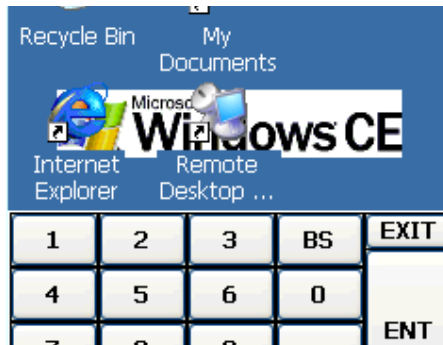 Recycle Bin My
Documents
Microso
Windows CE
Internet Remote
Explorer Desktop ...
1 2 3 BS EXIT
4 5 6 0
ENT